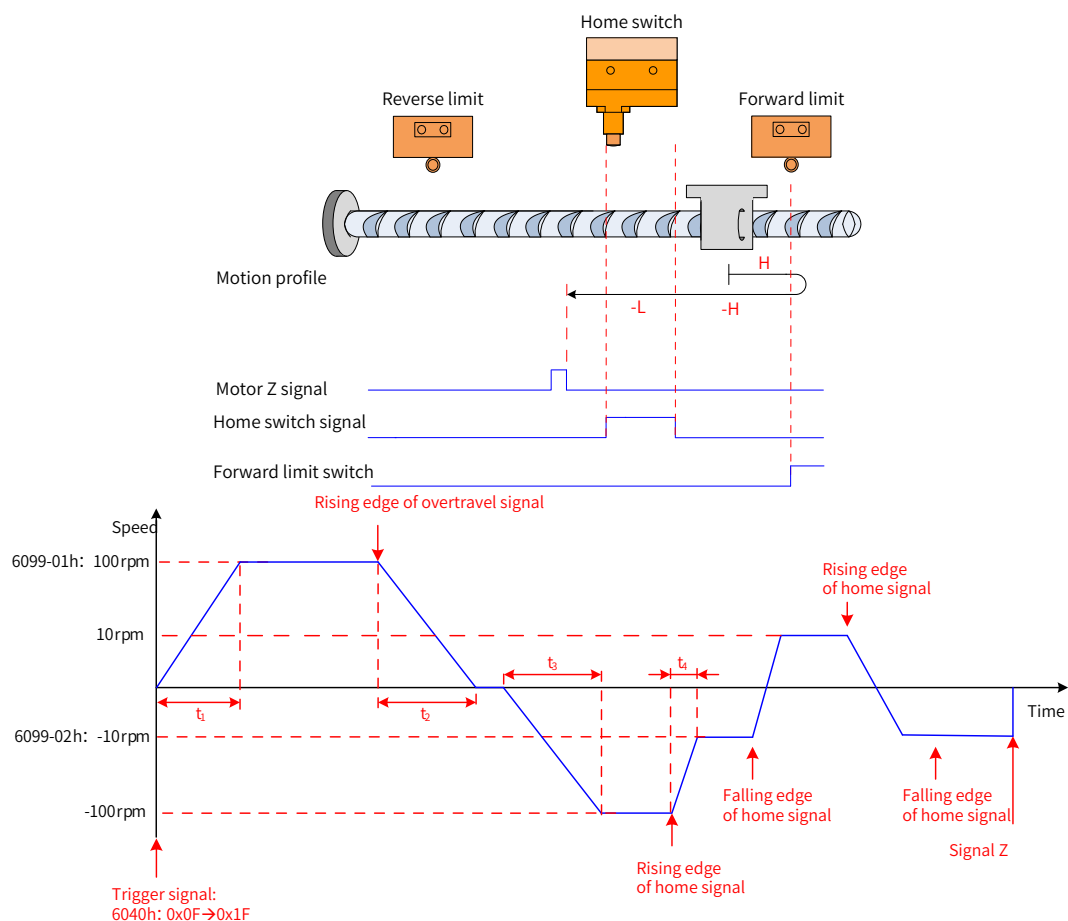 Home switch
Reverse limit
Forward limit
Motion profile
H
-L
-H
Motor Z signal
Home switch signal
Forward limit switch
Rising edge of overtravel signal
Speed
6099-01h: 100rpm
Rising edge
of home signal
10rpm
t3
t4
t1
t2
Time
6099-02h: -10rpm
Falling edge
of home signal
Falling edge
of home signal
-100rpm
Signal Z
Rising edge
of home signal
Trigger signal:
6040h: 0x0F→0x1F